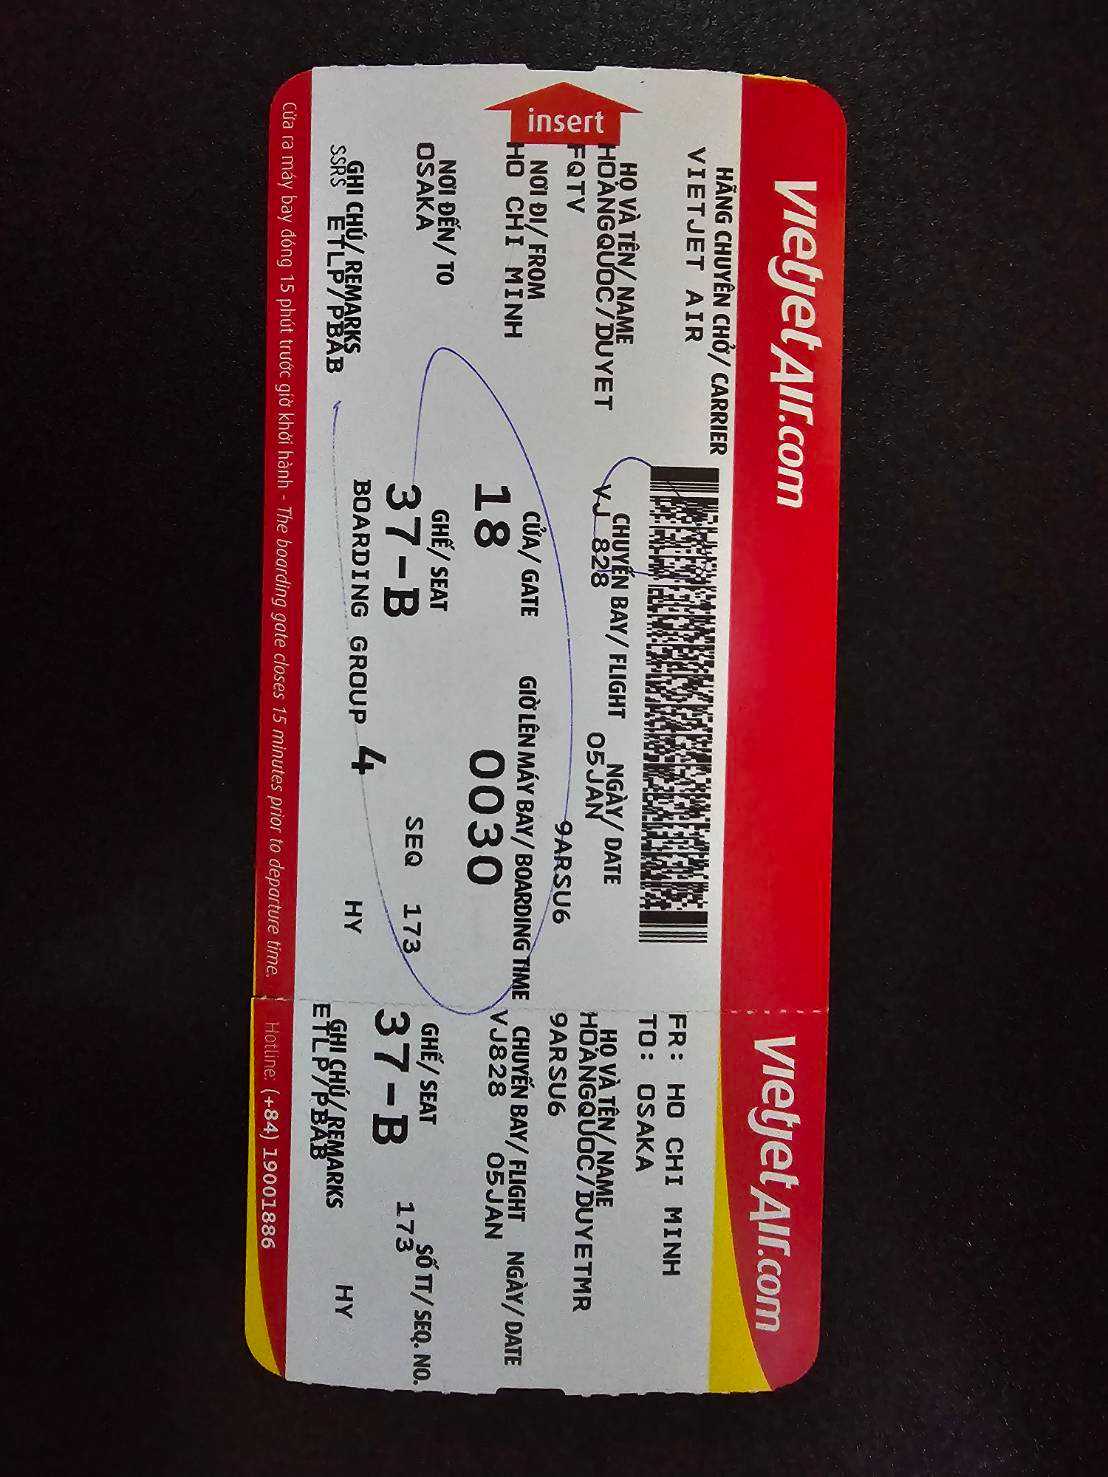 vietjetAir.com
insert
HÃNG CHUYÊN CHỞ/ CARRIER
VIETJET AIR
HỌ VÀ TÊN/ NAME
HOANGQUOC/DUYET
FQTV
CHUYẾN BAY/ FLIGHT NGÀY/ DATE
VJ 828 05JAN
9ARSU6
NƠI ĐI/ FROM
HO CHI MINH
CỬA/ GATE GIỜ LÊN MÁY BAY/ BOARDING TIME
18 0030
NƠI ĐẾN/ TO
OSAKA
GHẾ/ SEAT
37-B SEQ 173
GHI CHÚ/ REMARKS
SSRS ETLP/PBAB
BOARDING GROUP 4 HY
Cửa ra máy bay đóng 15 phút trước giờ khởi hành - The boarding gate closes 15 minutes prior to departure time.
vietjetAir.com
FR: HO CHI MINH
TO: OSAKA
HỌ VÀ TÊN/ NAME
HOANGQUOC/DUYETMR
9ARSU6
CHUYẾN BAY/ FLIGHT NGÀY/ DATE
VJ828 05JAN
GHẾ/ SEAT SỐ TT/ SEQ. NO.
37-B 173
GHI CHÚ/ REMARKS
ETLP/PBAB HY
Hotline: (+84) 19001886